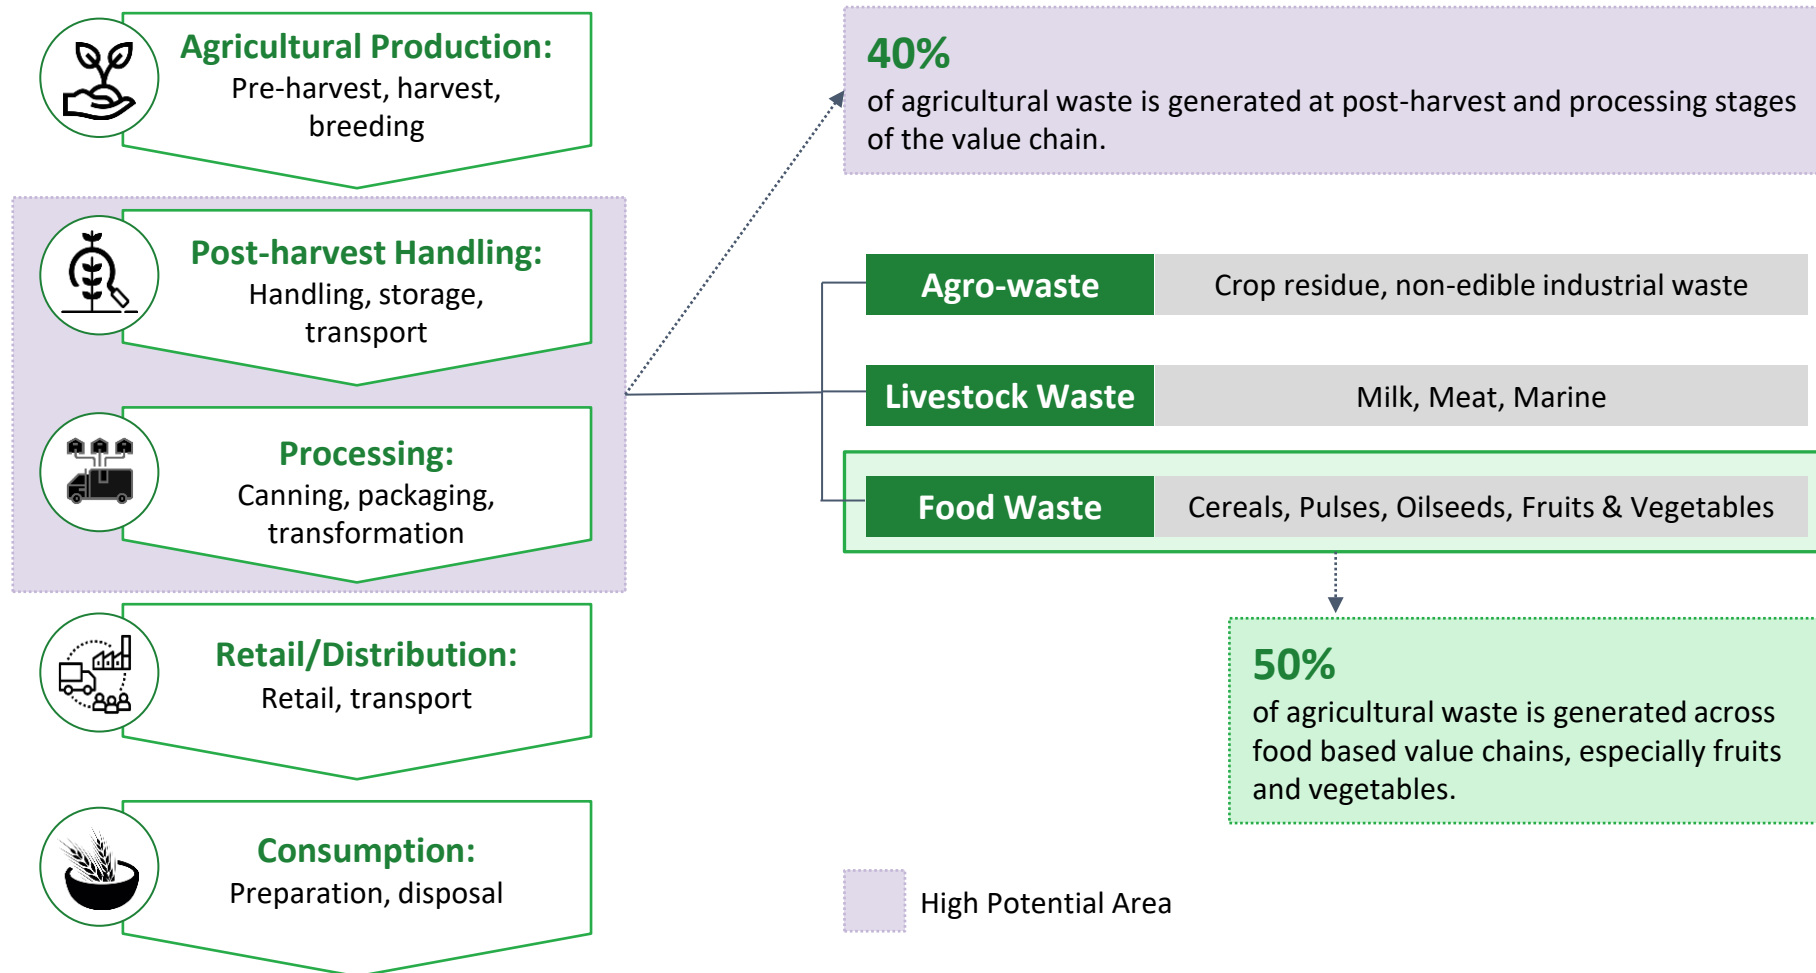 Agricultural Production:
Pre-harvest, harvest,
breeding
Post-harvest Handling:
Handling, storage,
transport
Processing:
Canning, packaging,
transformation
Retail/Distribution:
Retail, transport
Consumption:
Preparation, disposal
40%
of agricultural waste is generated at post-harvest and processing stages
of the value chain.
Agro-waste
Crop residue, non-edible industrial waste
Livestock Waste
Milk, Meat, Marine
Food Waste
Cereals, Pulses, Oilseeds, Fruits & Vegetables
50%
of agricultural waste is generated across
food based value chains, especially fruits
and vegetables.
High Potential Area